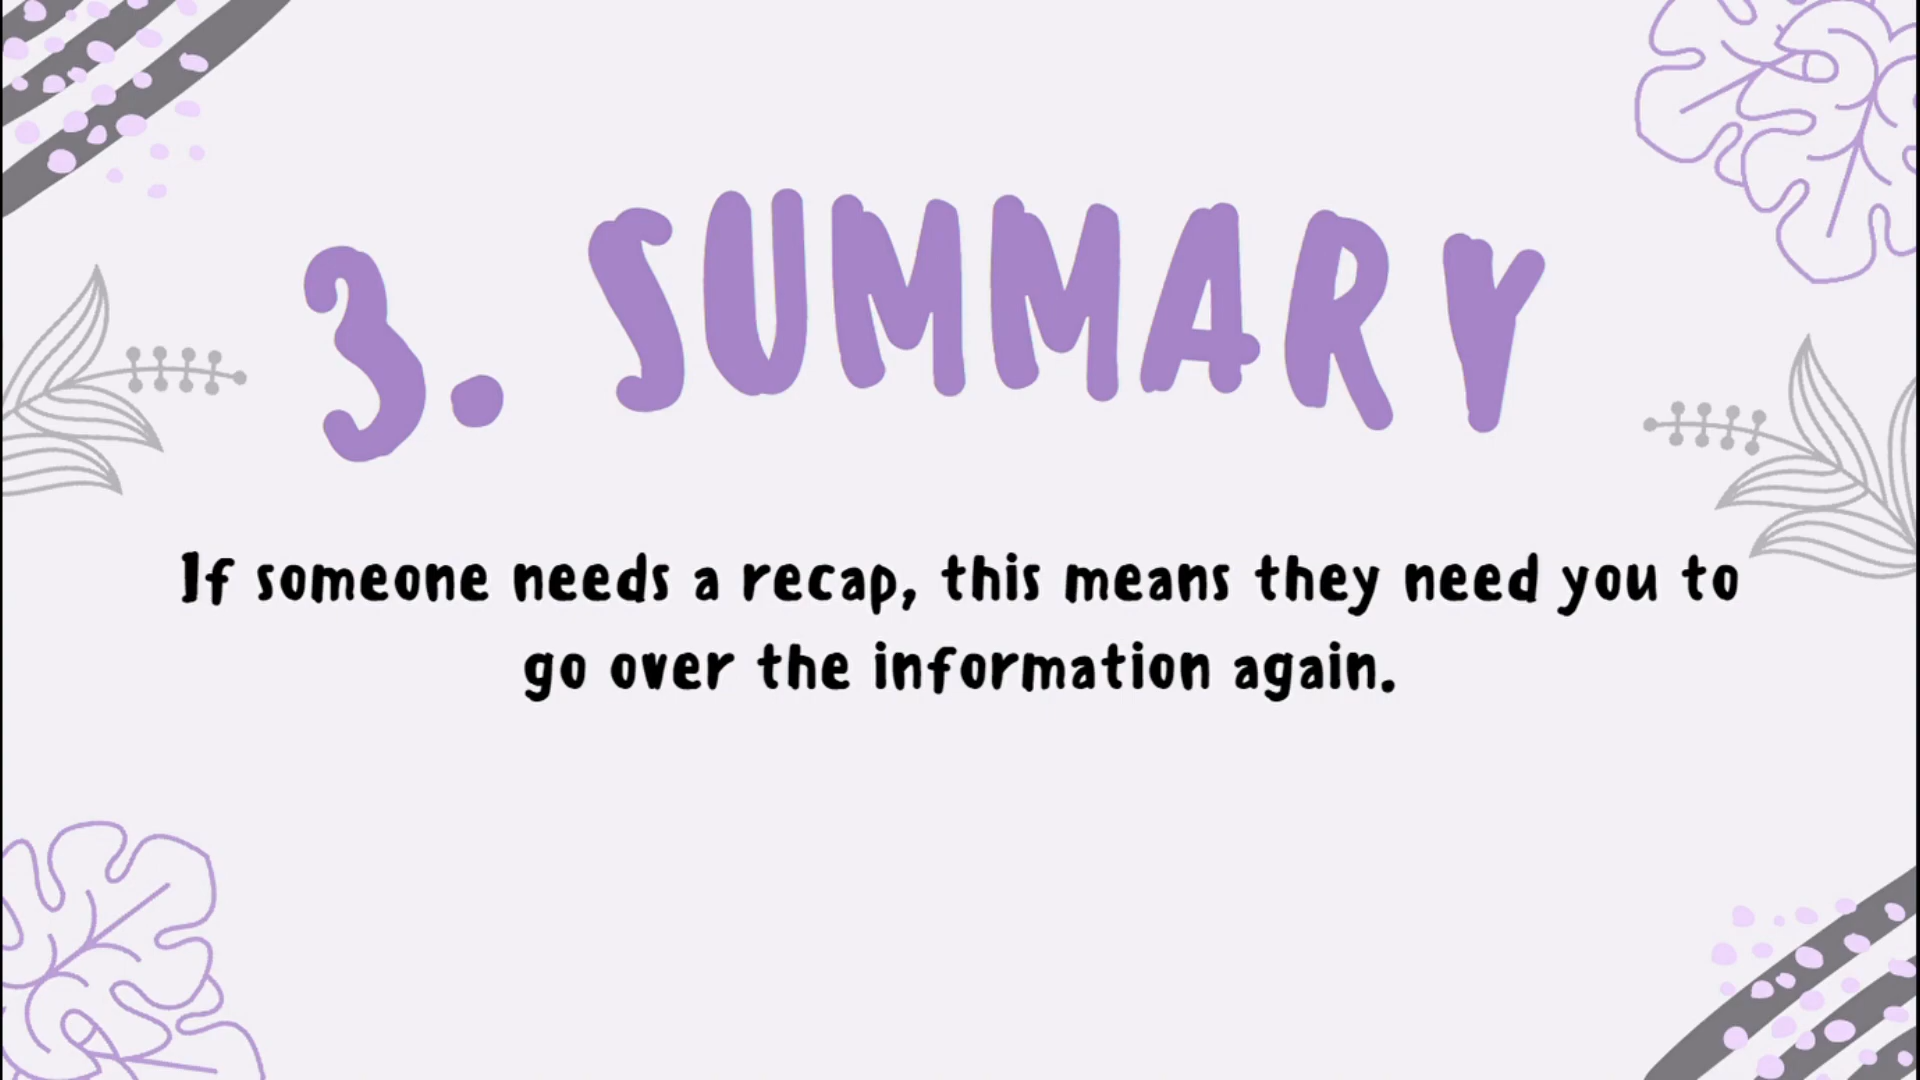 3. SUMMARY
If someone needs a recap, this means they need you to
go over the information again.